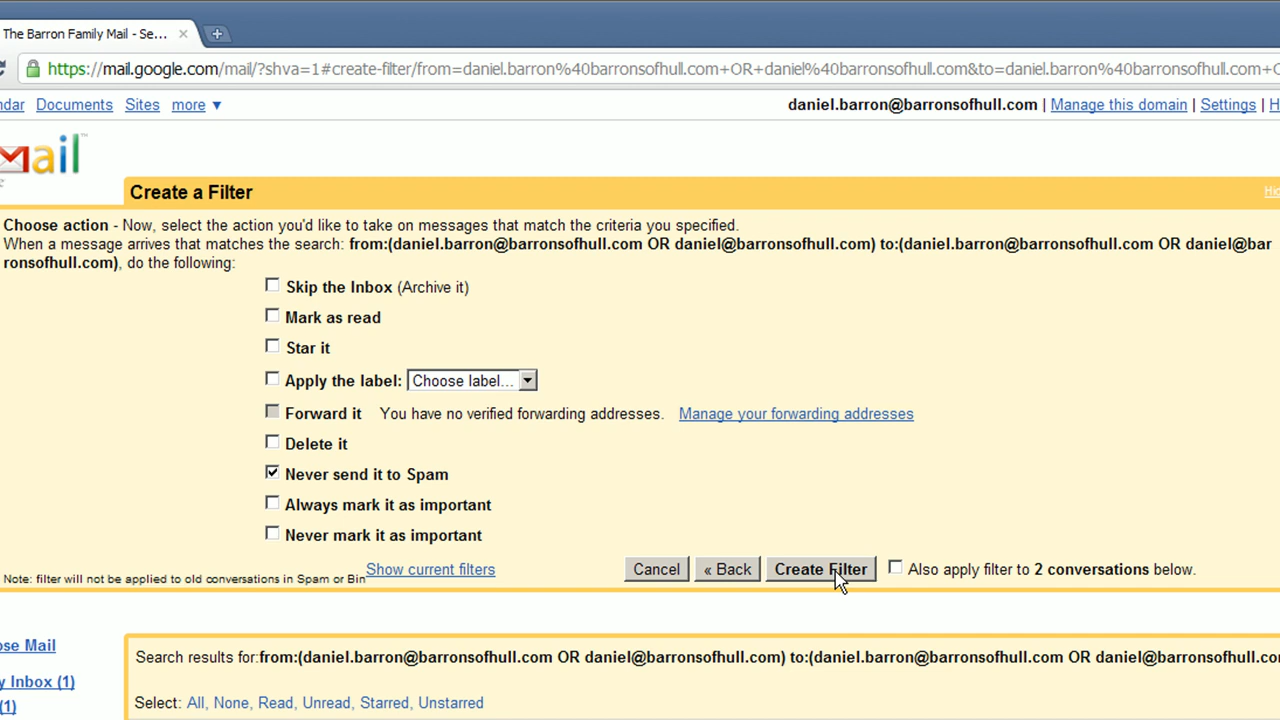 The Barron Family Mail - Se...
https://mail.google.com/mail/?shva=1#create-filter/from=daniel.barron%40barronsofhull.com+OR+daniel%40barronsofhull.com&to=daniel.barron%40barronsofhull.com+O
ndar Documents Sites more ▼ daniel.barron@barronsofhull.com | Manage this domain | Settings | H
Mail
Create a Filter Hid
Choose action - Now, select the action you'd like to take on messages that match the criteria you specified.
When a message arrives that matches the search: from:(daniel.barron@barronsofhull.com OR daniel@barronsofhull.com) to:(daniel.barron@barronsofhull.com OR daniel@bar
ronsofhull.com), do the following:
Skip the Inbox (Archive it)
Mark as read
Star it
Apply the label: Choose label...
Forward it You have no verified forwarding addresses. Manage your forwarding addresses
Delete it
Never send it to Spam
Always mark it as important
Never mark it as important
Note: filter will not be applied to old conversations in Spam or Bin Show current filters Cancel « Back Create Filter Also apply filter to 2 conversations below.
ose Mail
Search results for:from:(daniel.barron@barronsofhull.com OR daniel@barronsofhull.com) to:(daniel.barron@barronsofhull.com OR daniel@barronsofhull.co
y Inbox (1)
Select: All, None, Read, Unread, Starred, Unstarred
(1)